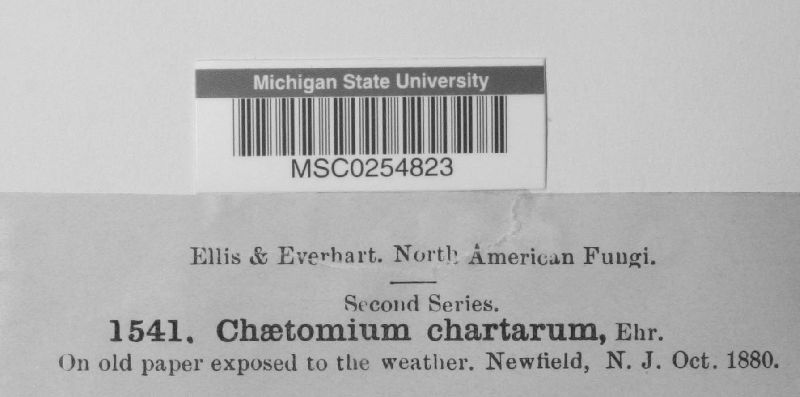 Michigan State University
MSC0254823
Ellis & Everhart. North American Fungi.
Second Series.
1541. Chætomium chartarum, Ehr.
On old paper exposed to the weather. Newfield, N. J. Oct. 1880.